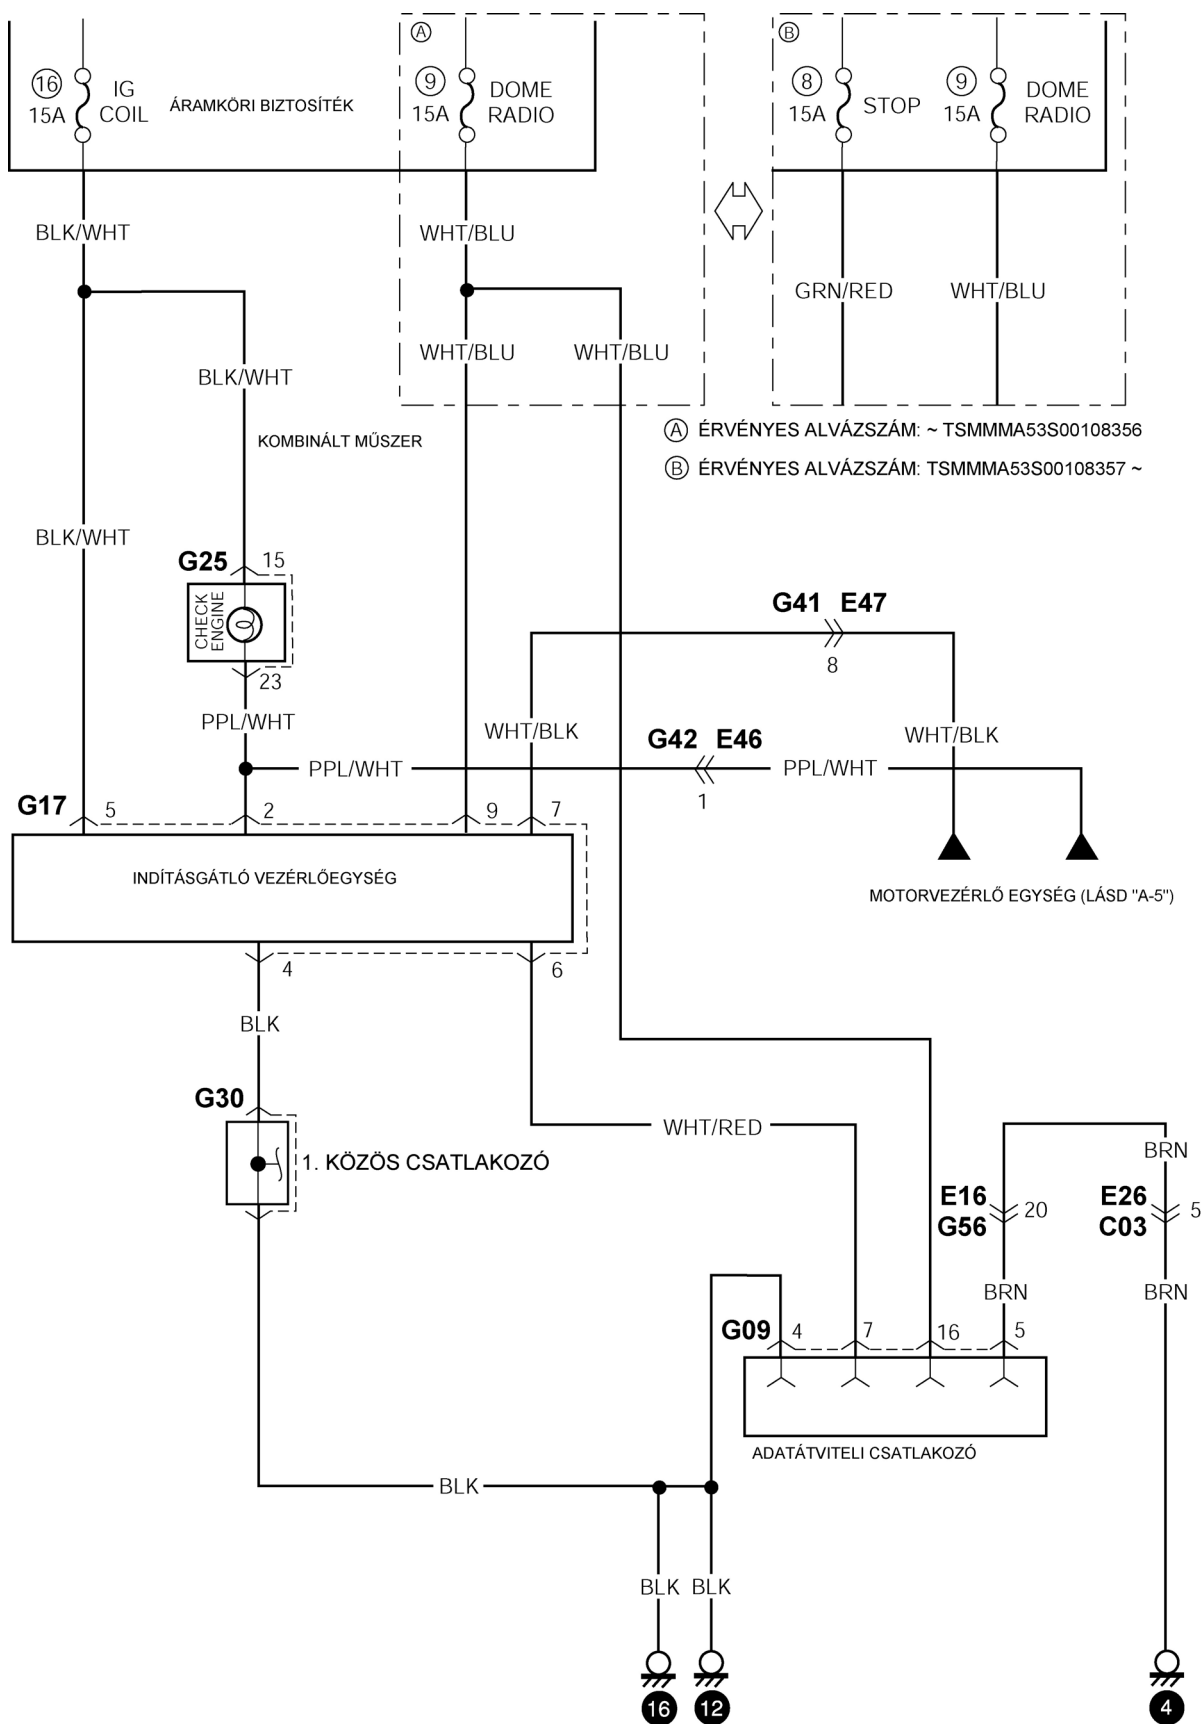 A
B
16
15A
IG
COIL
ÁRAMKÖRI BIZTOSÍTÉK
9
15A
DOME
RADIO
8
15A
STOP
9
15A
DOME
RADIO
BLK/WHT
WHT/BLU
GRN/RED
WHT/BLU
WHT/BLU
WHT/BLU
BLK/WHT
A ÉRVÉNYES ALVÁZSZÁM: ~ TSMMMA53S00108356
KOMBINÁLT MŰSZER
B ÉRVÉNYES ALVÁZSZÁM: TSMMMA53S00108357 ~
BLK/WHT
G25 15
CHECK
ENGINE
G41 E47
8
23
PPL/WHT
WHT/BLK
G42 E46
WHT/BLK
PPL/WHT
PPL/WHT
1
G17 5 2 9 7
INDÍTÁSGÁTLÓ VEZÉRLŐEGYSÉG
MOTORVEZÉRLŐ EGYSÉG (LÁSD "A-5")
4 6
BLK
G30
WHT/RED
1. KÖZÖS CSATLAKOZÓ
BRN
E16
G56
20
E26
C03
5
BRN
BRN
G09 4 7 16 5
ADATÁTVITELI CSATLAKOZÓ
BLK
BLK
BLK
16
12
4